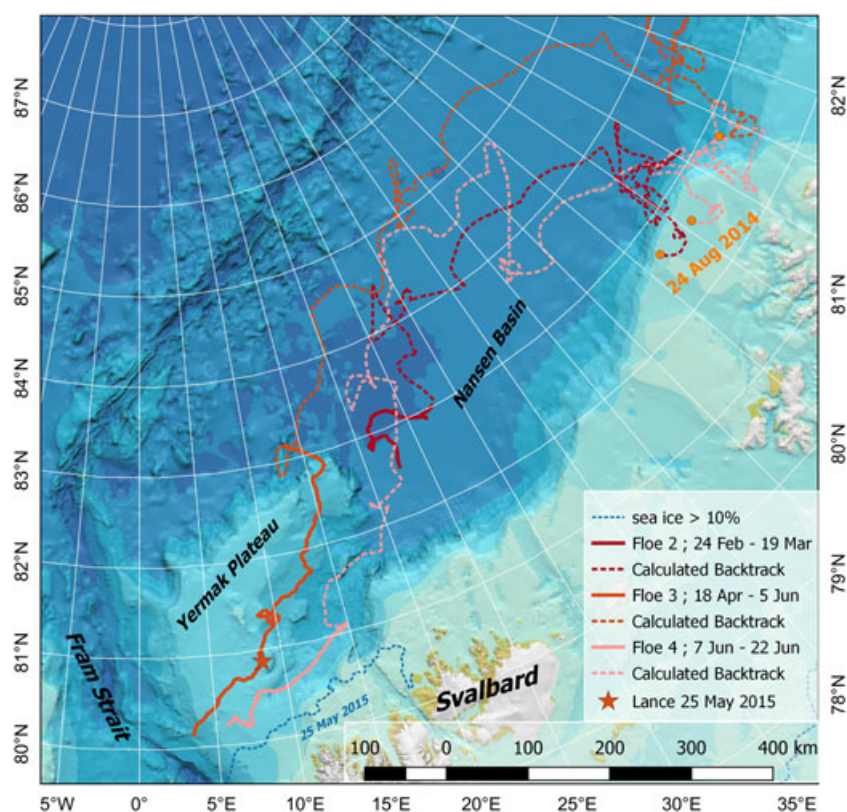 87°N
86°N
85°N
84°N
83°N
82°N
81°N
80°N
82°N
81°N
80°N
79°N
78°N
24 Aug 2014
Nansen Basin
Yermak Plateau
Fram Strait
Svalbard
25 May 2015
sea ice > 10%
Floe 2 ; 24 Feb - 19 Mar
Calculated Backtrack
Floe 3 ; 18 Apr - 5 Jun
Calculated Backtrack
Floe 4 ; 7 Jun - 22 Jun
Calculated Backtrack
Lance 25 May 2015
100 0 100 200 300 400 km
5°W 0° 5°E 10°E 15°E 20°E 25°E 30°E 35°E